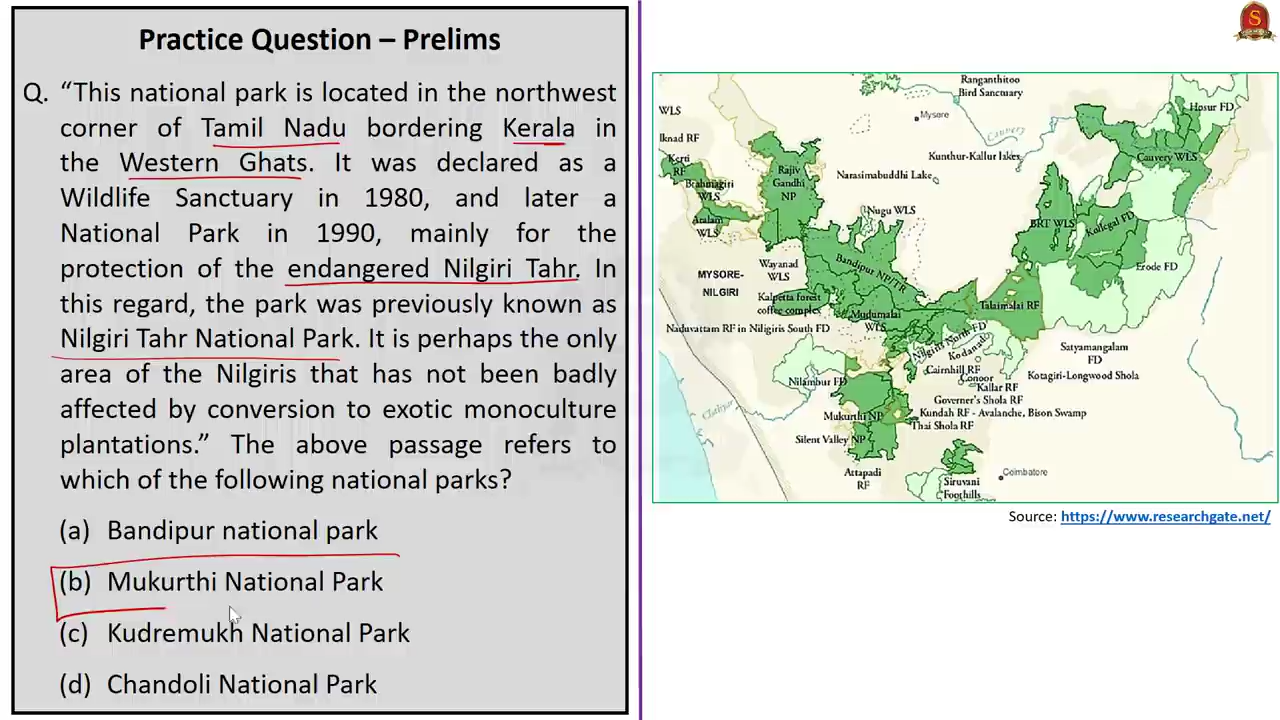 Practice Question – Prelims
Q. “This national park is located in the northwest
corner of Tamil Nadu bordering Kerala in
the Western Ghats. It was declared as a
Wildlife Sanctuary in 1980, and later a
National Park in 1990, mainly for the
protection of the endangered Nilgiri Tahr. In
this regard, the park was previously known as
Nilgiri Tahr National Park. It is perhaps the only
area of the Nilgiris that has not been badly
affected by conversion to exotic monoculture
plantations.” The above passage refers to
which of the following national parks?
(a) Bandipur national park
(b) Mukurthi National Park
(c) Kudremukh National Park
(d) Chandoli National Park
S
Ranganthitoo
Bird Sanctuary
WLS
Mysore
Hosur FD
Cauvery
lknad RF
Kunthur-Kallur lakes
Cauvery WLS
Kerti
RF
Rajiv
Gandhi
NP
Narasimabuddhi Lake
Brahmagiri
WLS
Nugu WLS
Aralam
WLS
BRT WLS
Kollegal FD
Wayanad
WLS
Bandipur NP/TR
Erode FD
MYSORE-
NILGIRI
Kalpetta forest
coffee complex
Talaimalai RF
Mudumalai
WLS
Naduvattam RF in Niligiris South FD
Nilgiris North FD
Kodanad
Satyamangalam
FD
Cairnhill RF
Kotagiri-Longwood Shola
Nilambur FD
Conoor
Kallar RF
Governer's Shola RF
Kundah RF - Avalanche, Bison Swamp
Mukurthi NP
Thai Shola RF
Silent Valley NP
Attapadi
RF
Siruvani
Foothills
Coimbatore
Source: https://www.researchgate.net/